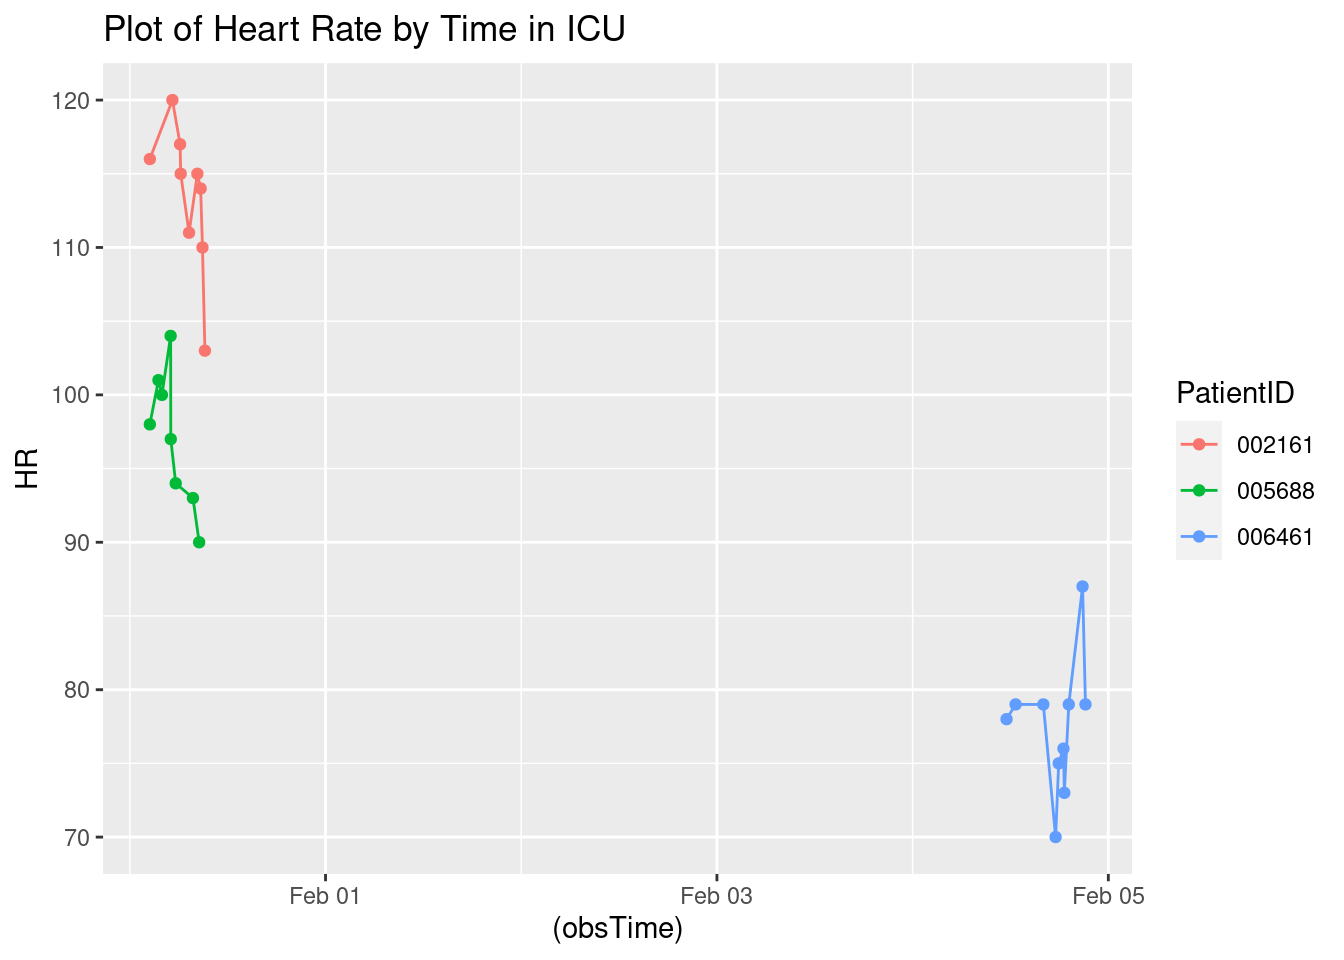 Plot of Heart Rate by Time in ICU
120
110
100
90
80
70
HR
Feb 01
Feb 03
Feb 05
(obsTime)
PatientID
002161
005688
006461